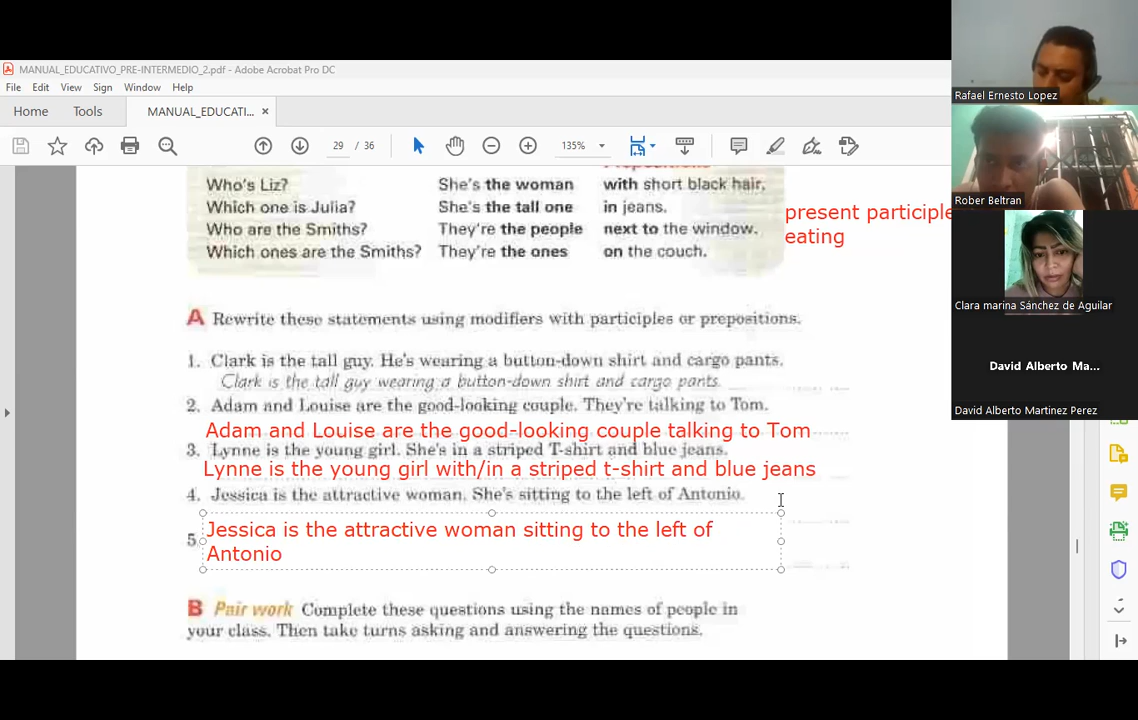 MANUAL_EDUCATIVO_PRE-INTERMEDIO_2.pdf - Adobe Acrobat Pro DC
File Edit View Sign Window Help
Home Tools MANUAL_EDUCATI... ×
29 / 36 135%
Who's Liz? She's the woman with short black hair.
Which one is Julia? She's the tall one in jeans.
Who are the Smiths? They're the people next to the window.
Which ones are the Smiths? They're the ones on the couch.
present participle
eating
A Rewrite these statements using modifiers with participles or prepositions.
1. Clark is the tall guy. He's wearing a button-down shirt and cargo pants.
Clark is the tall guy wearing a button-down shirt and cargo pants.
2. Adam and Louise are the good-looking couple. They're talking to Tom.
Adam and Louise are the good-looking couple talking to Tom
3. Lynne is the young girl. She's in a striped T-shirt and blue jeans.
Lynne is the young girl with/in a striped t-shirt and blue jeans
4. Jessica is the attractive woman. She's sitting to the left of Antonio.
Jessica is the attractive woman sitting to the left of
5. Antonio
B Pair work Complete these questions using the names of people in
your class. Then take turns asking and answering the questions.
Rafael Ernesto Lopez
Rober Beltran
Clara marina Sánchez de Aguilar
David Alberto Ma...
David Alberto Martinez Perez